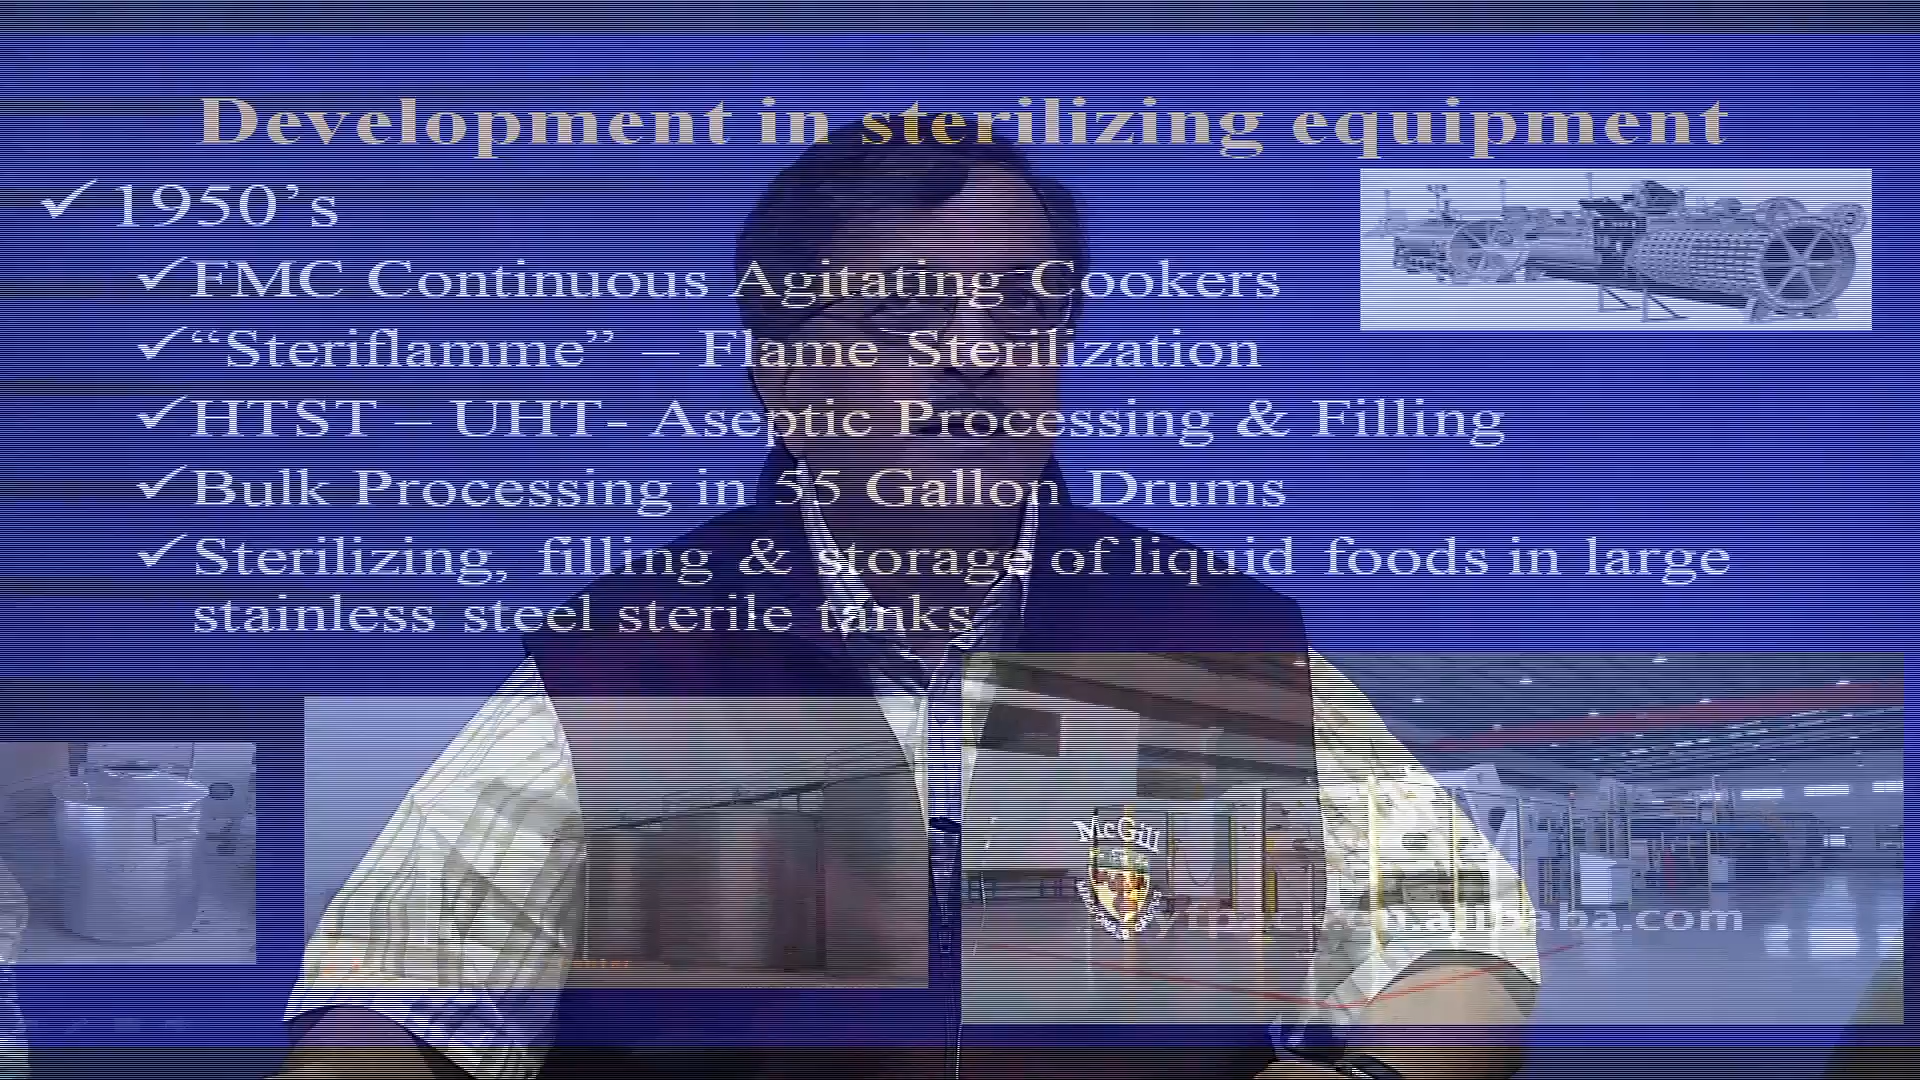 Development in sterilizing equipment
1950’s
FMC Continuous Agitating Cookers
“Steriflamme” – Flame Sterilization
HTST – UHT- Aseptic Processing & Filling
Bulk Processing in 55 Gallon Drums
Sterilizing, filling & storage of liquid foods in large
stainless steel sterile tanks
McGill
ytpack.en.alibaba.com